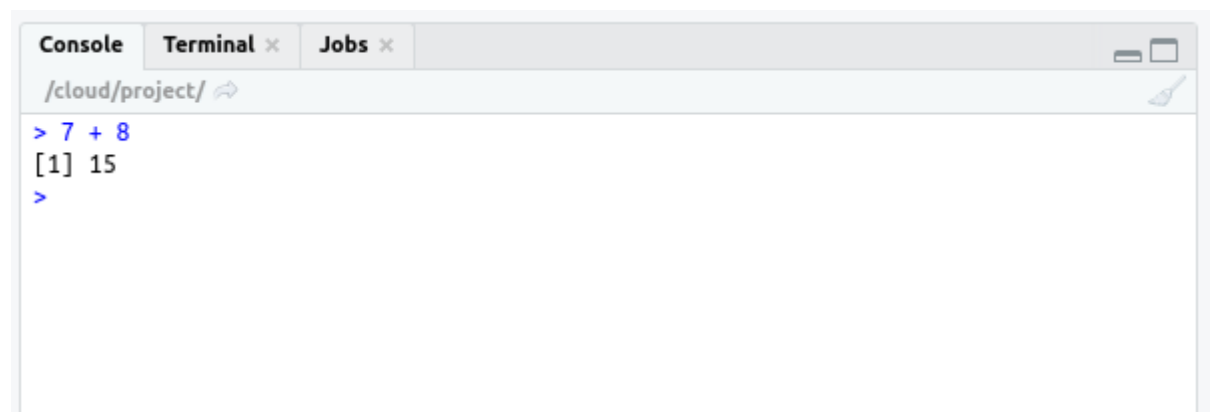 Console Terminal × Jobs ×
/cloud/project/
> 7 + 8
[1] 15
>